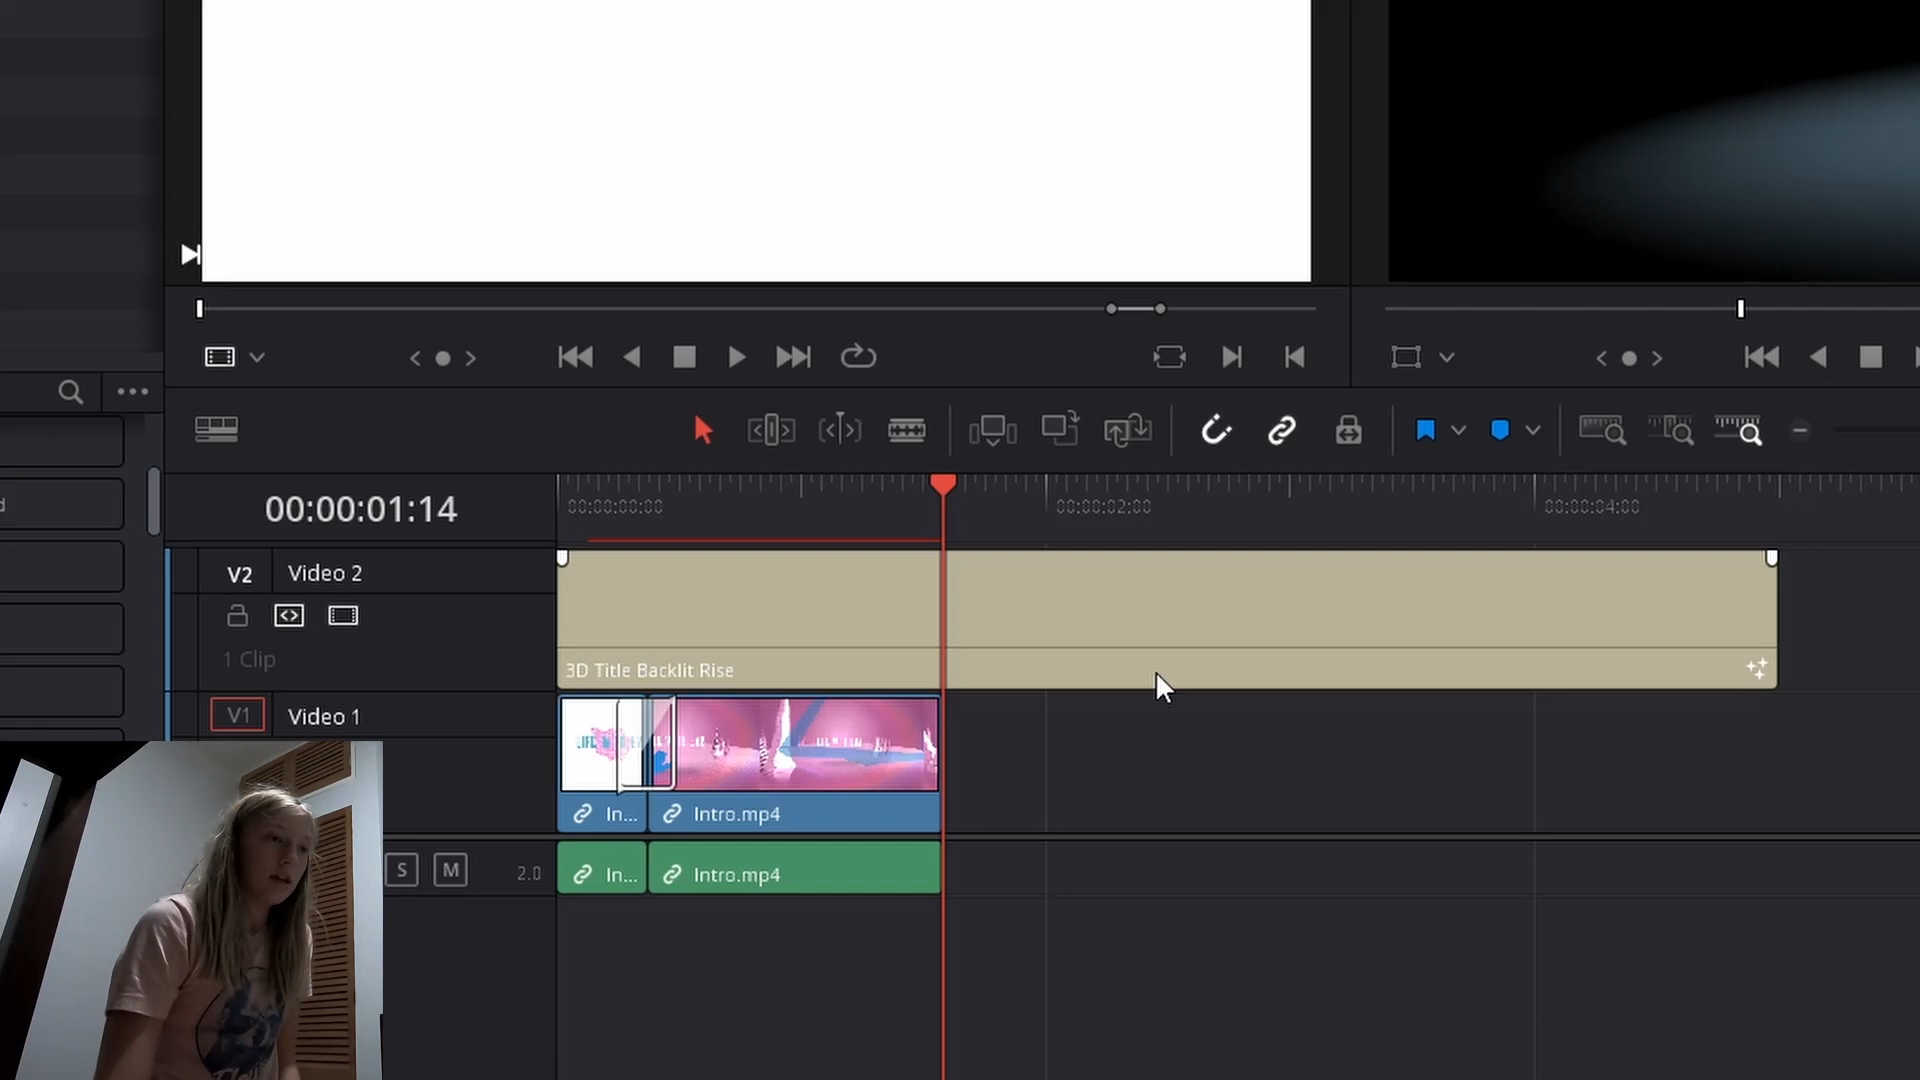 00:00:01:14
00:00:00:00
00:00:02:00
00:00:04:00
V2
Video 2
1 Clip
3D Title Backlit Rise
V1
Video 1
In...
Intro.mp4
S
M
2.0
In...
Intro.mp4